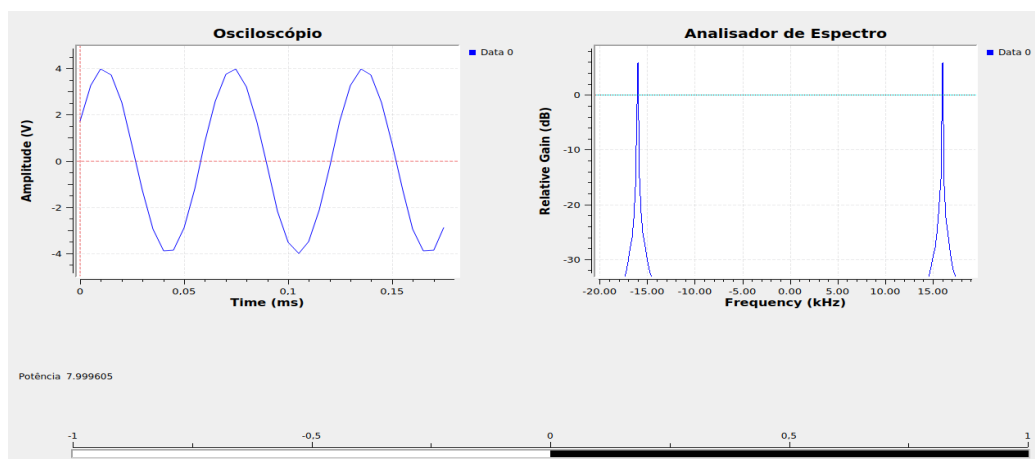 Osciloscópio
Data 0
Amplitude (V)
4
2
0
-2
-4
0
0.05
0.1
0.15
Time (ms)
Analisador de Espectro
Data 0
Relative Gain (dB)
0
-10
-20
-30
-20.00
-15.00
-10.00
-5.00
0.00
5.00
10.00
15.00
Frequency (kHz)
Potência 7.999605
-1
-0.5
0
0.5
1